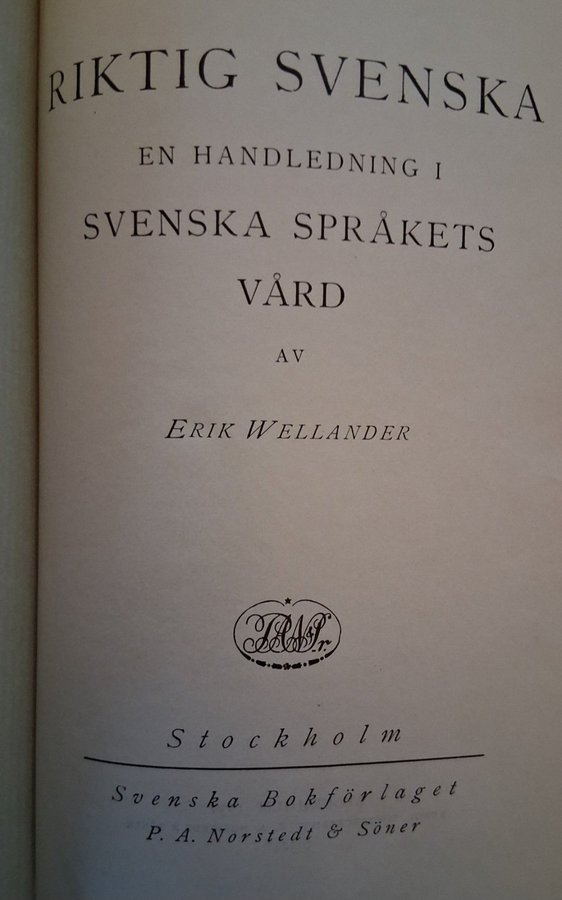 RIKTIG SVENSKA
EN HANDLEDNING I
SVENSKA SPRÅKETS
VÅRD
AV
ERIK WELLANDER
Stockholm
Svenska Bokförlaget
P. A. Norstedt & Söner